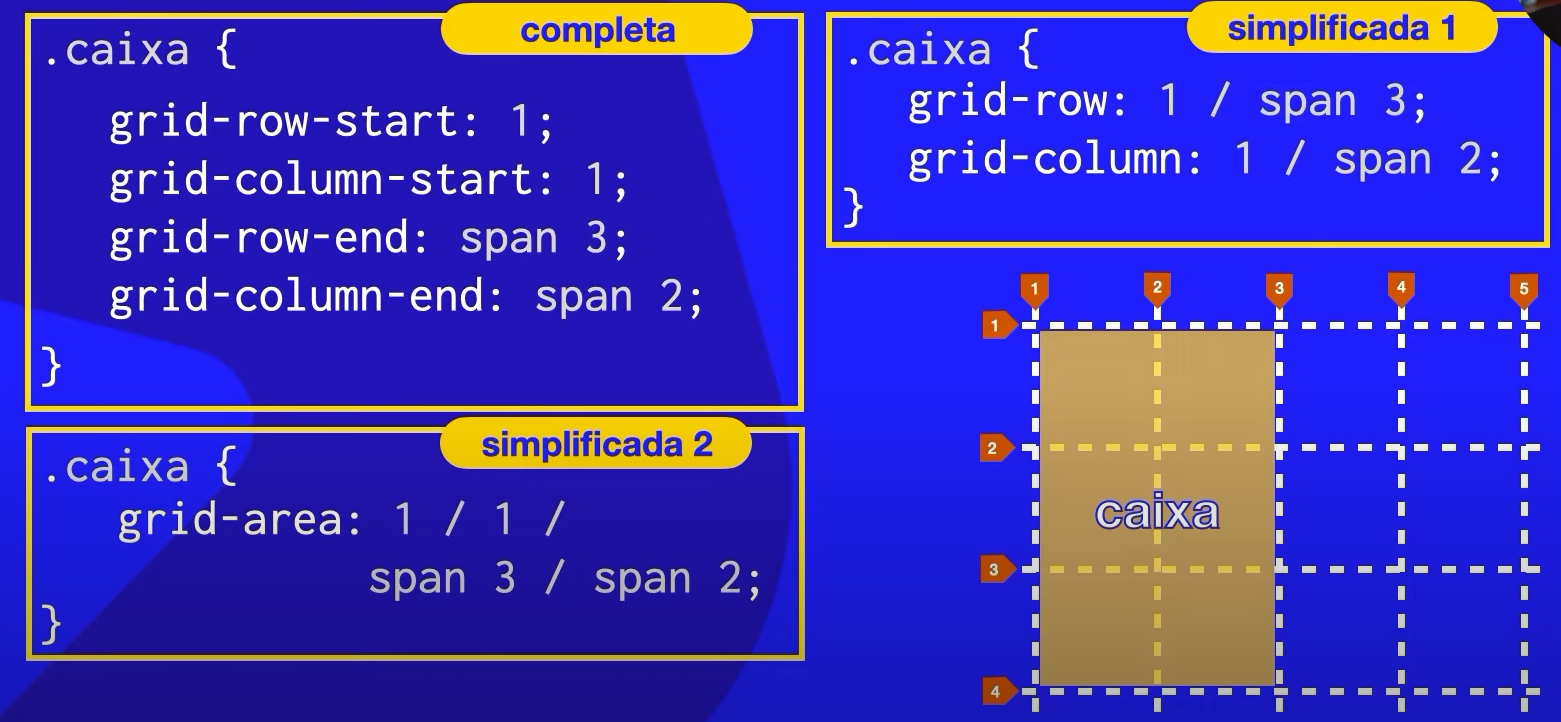 completa
.caixa {
grid-row-start: 1;
grid-column-start: 1;
grid-row-end: span 3;
grid-column-end: span 2;
}
simplificada 1
.caixa {
grid-row: 1 / span 3;
grid-column: 1 / span 2;
}
simplificada 2
.caixa {
grid-area: 1 / 1 /
span 3 / span 2;
}
1 2 3 4 5
1
2
caixa
3
4